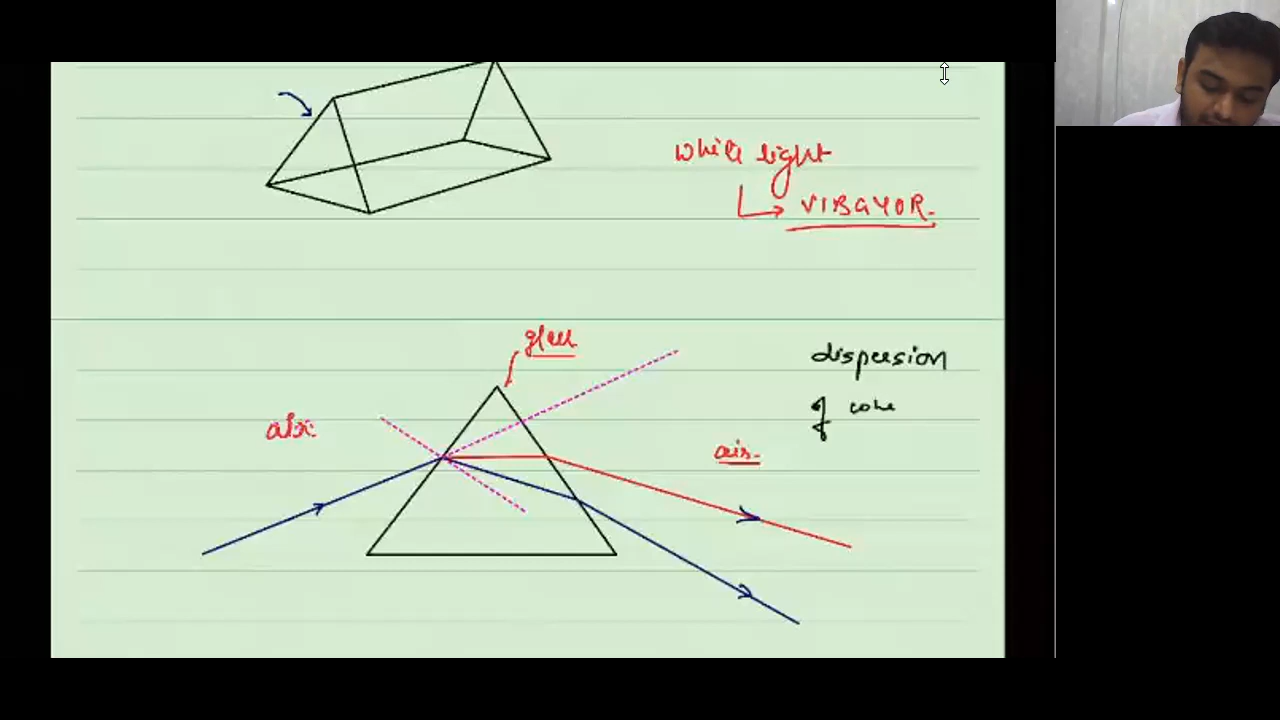 white light
VIBGYOR.
glass
dispersion
of
air
air.